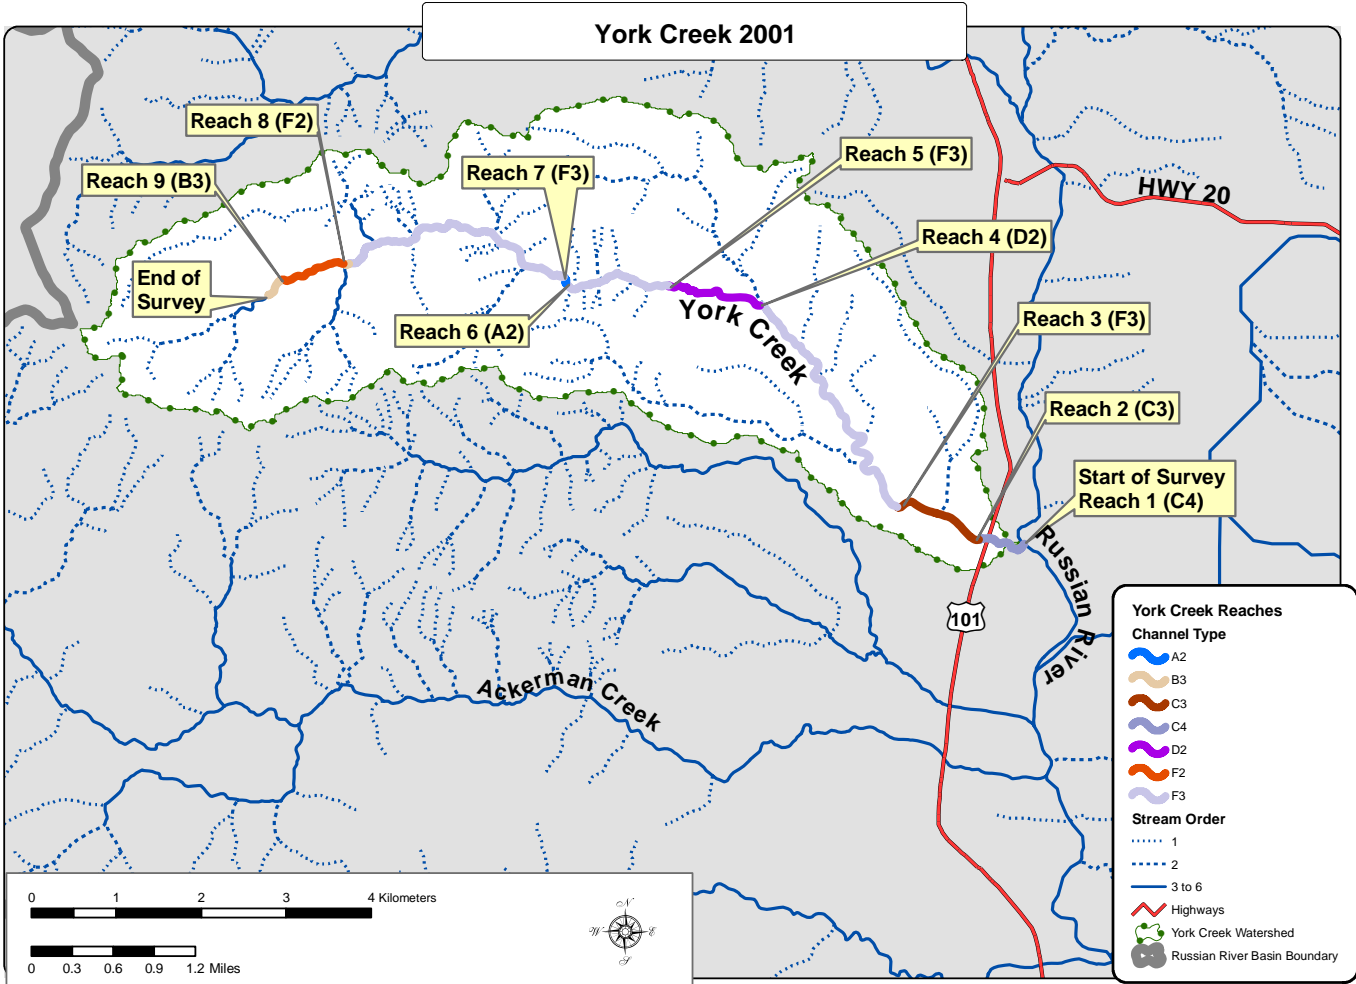 York Creek 2001
Reach 8 (F2)
Reach 9 (B3)
Reach 7 (F3)
Reach 5 (F3)
HWY 20
Reach 4 (D2)
End of
Survey
Reach 6 (A2)
York Creek
Reach 3 (F3)
Reach 2 (C3)
Start of Survey
Reach 1 (C4)
Russian River
101
Ackerman Creek
York Creek Reaches
Channel Type
A2
B3
C3
C4
D2
F2
F3
Stream Order
1
2
3 to 6
Highways
York Creek Watershed
Russian River Basin Boundary
0 1 2 3 4 Kilometers
0 0.3 0.6 0.9 1.2 Miles
N
W E
S